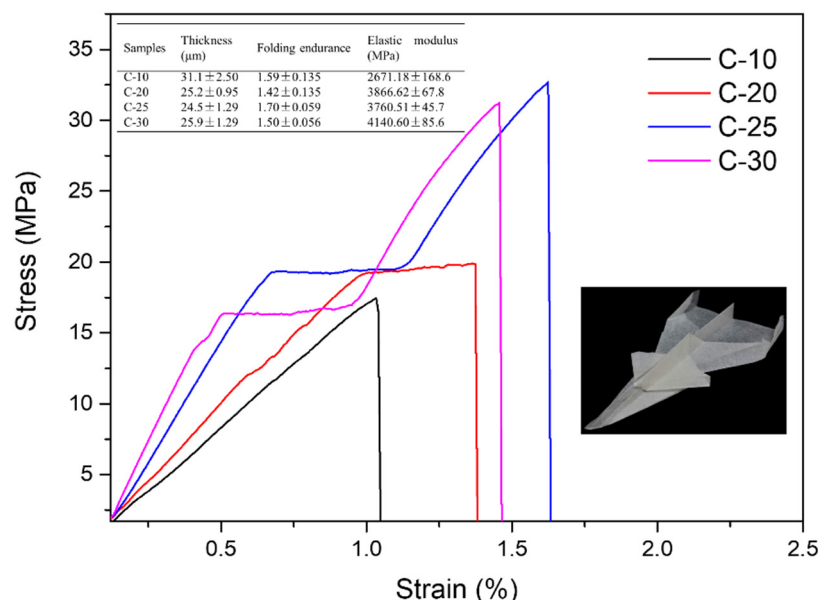 Samples Thickness (μm) Folding endurance Elastic modulus (MPa)
C-10 31.1±2.50 1.59±0.135 2671.18±168.6
C-20 25.2±0.95 1.42±0.135 3866.62±67.8
C-25 24.5±1.29 1.70±0.059 3760.51±45.7
C-30 25.9±1.29 1.50±0.056 4140.60±85.6
C-10
C-20
C-25
C-30
Stress (MPa)
35
30
25
20
15
10
5
0.5 1.0 1.5 2.0 2.5
Strain (%)